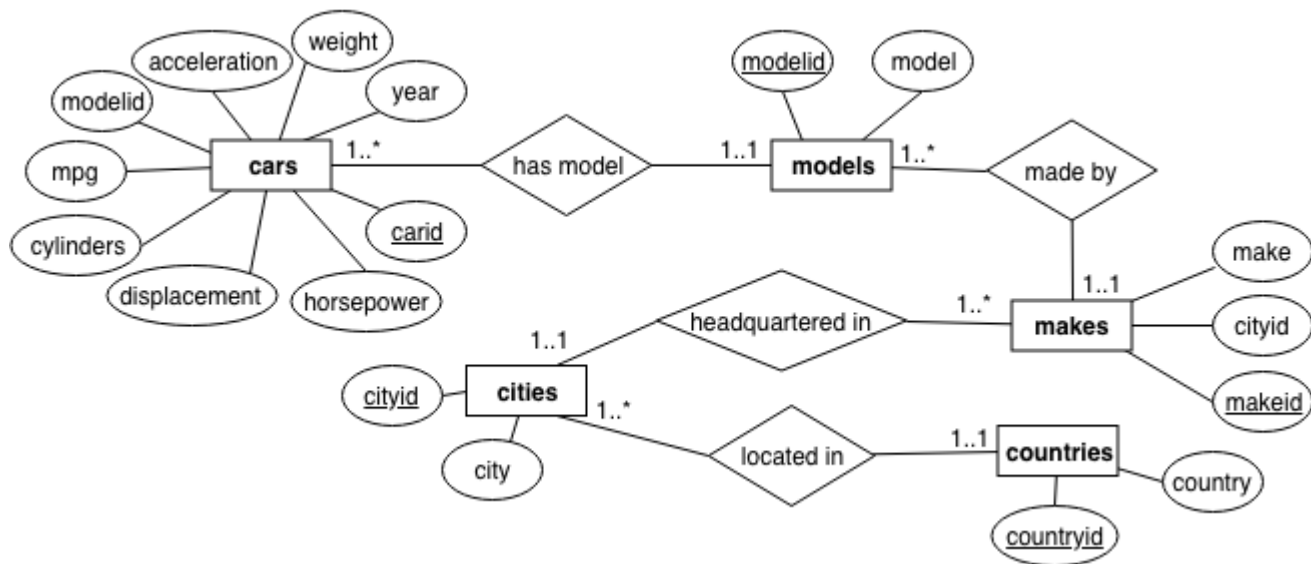 weight
acceleration
modelid
model
modelid
year
1..*
cars
has model
1..1
models
1..*
made by
mpg
carid
cylinders
displacement
horsepower
make
1..1
headquartered in
1..*
makes
cityid
1..1
cityid
cities
makeid
1..*
1..1
countries
city
located in
country
countryid